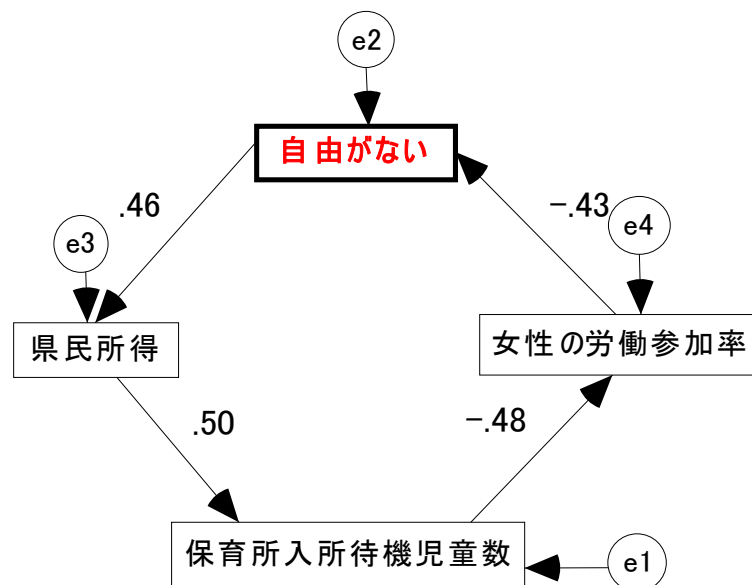 e2
自由がない
.46
-.43
e3
e4
県民所得
女性の労働参加率
.50
-.48
保育所入所待機児童数
e1